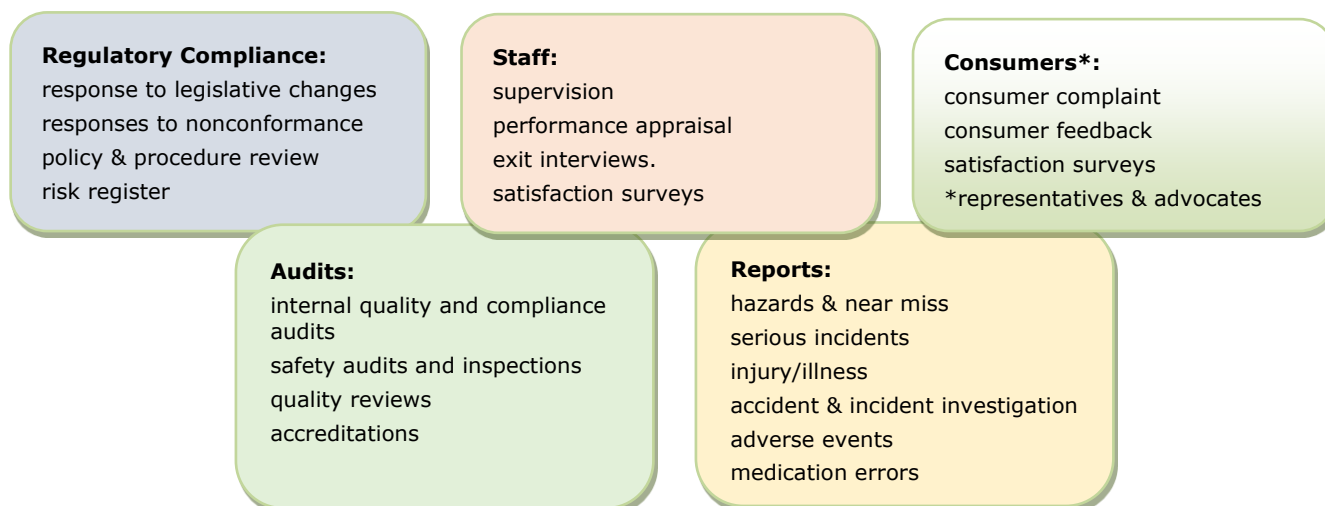 Regulatory Compliance:
response to legislative changes
responses to nonconformance
policy & procedure review
risk register
Staff:
supervision
performance appraisal
exit interviews.
satisfaction surveys
Consumers*:
consumer complaint
consumer feedback
satisfaction surveys
*representatives & advocates
Audits:
internal quality and compliance
audits
safety audits and inspections
quality reviews
accreditations
Reports:
hazards & near miss
serious incidents
injury/illness
accident & incident investigation
adverse events
medication errors